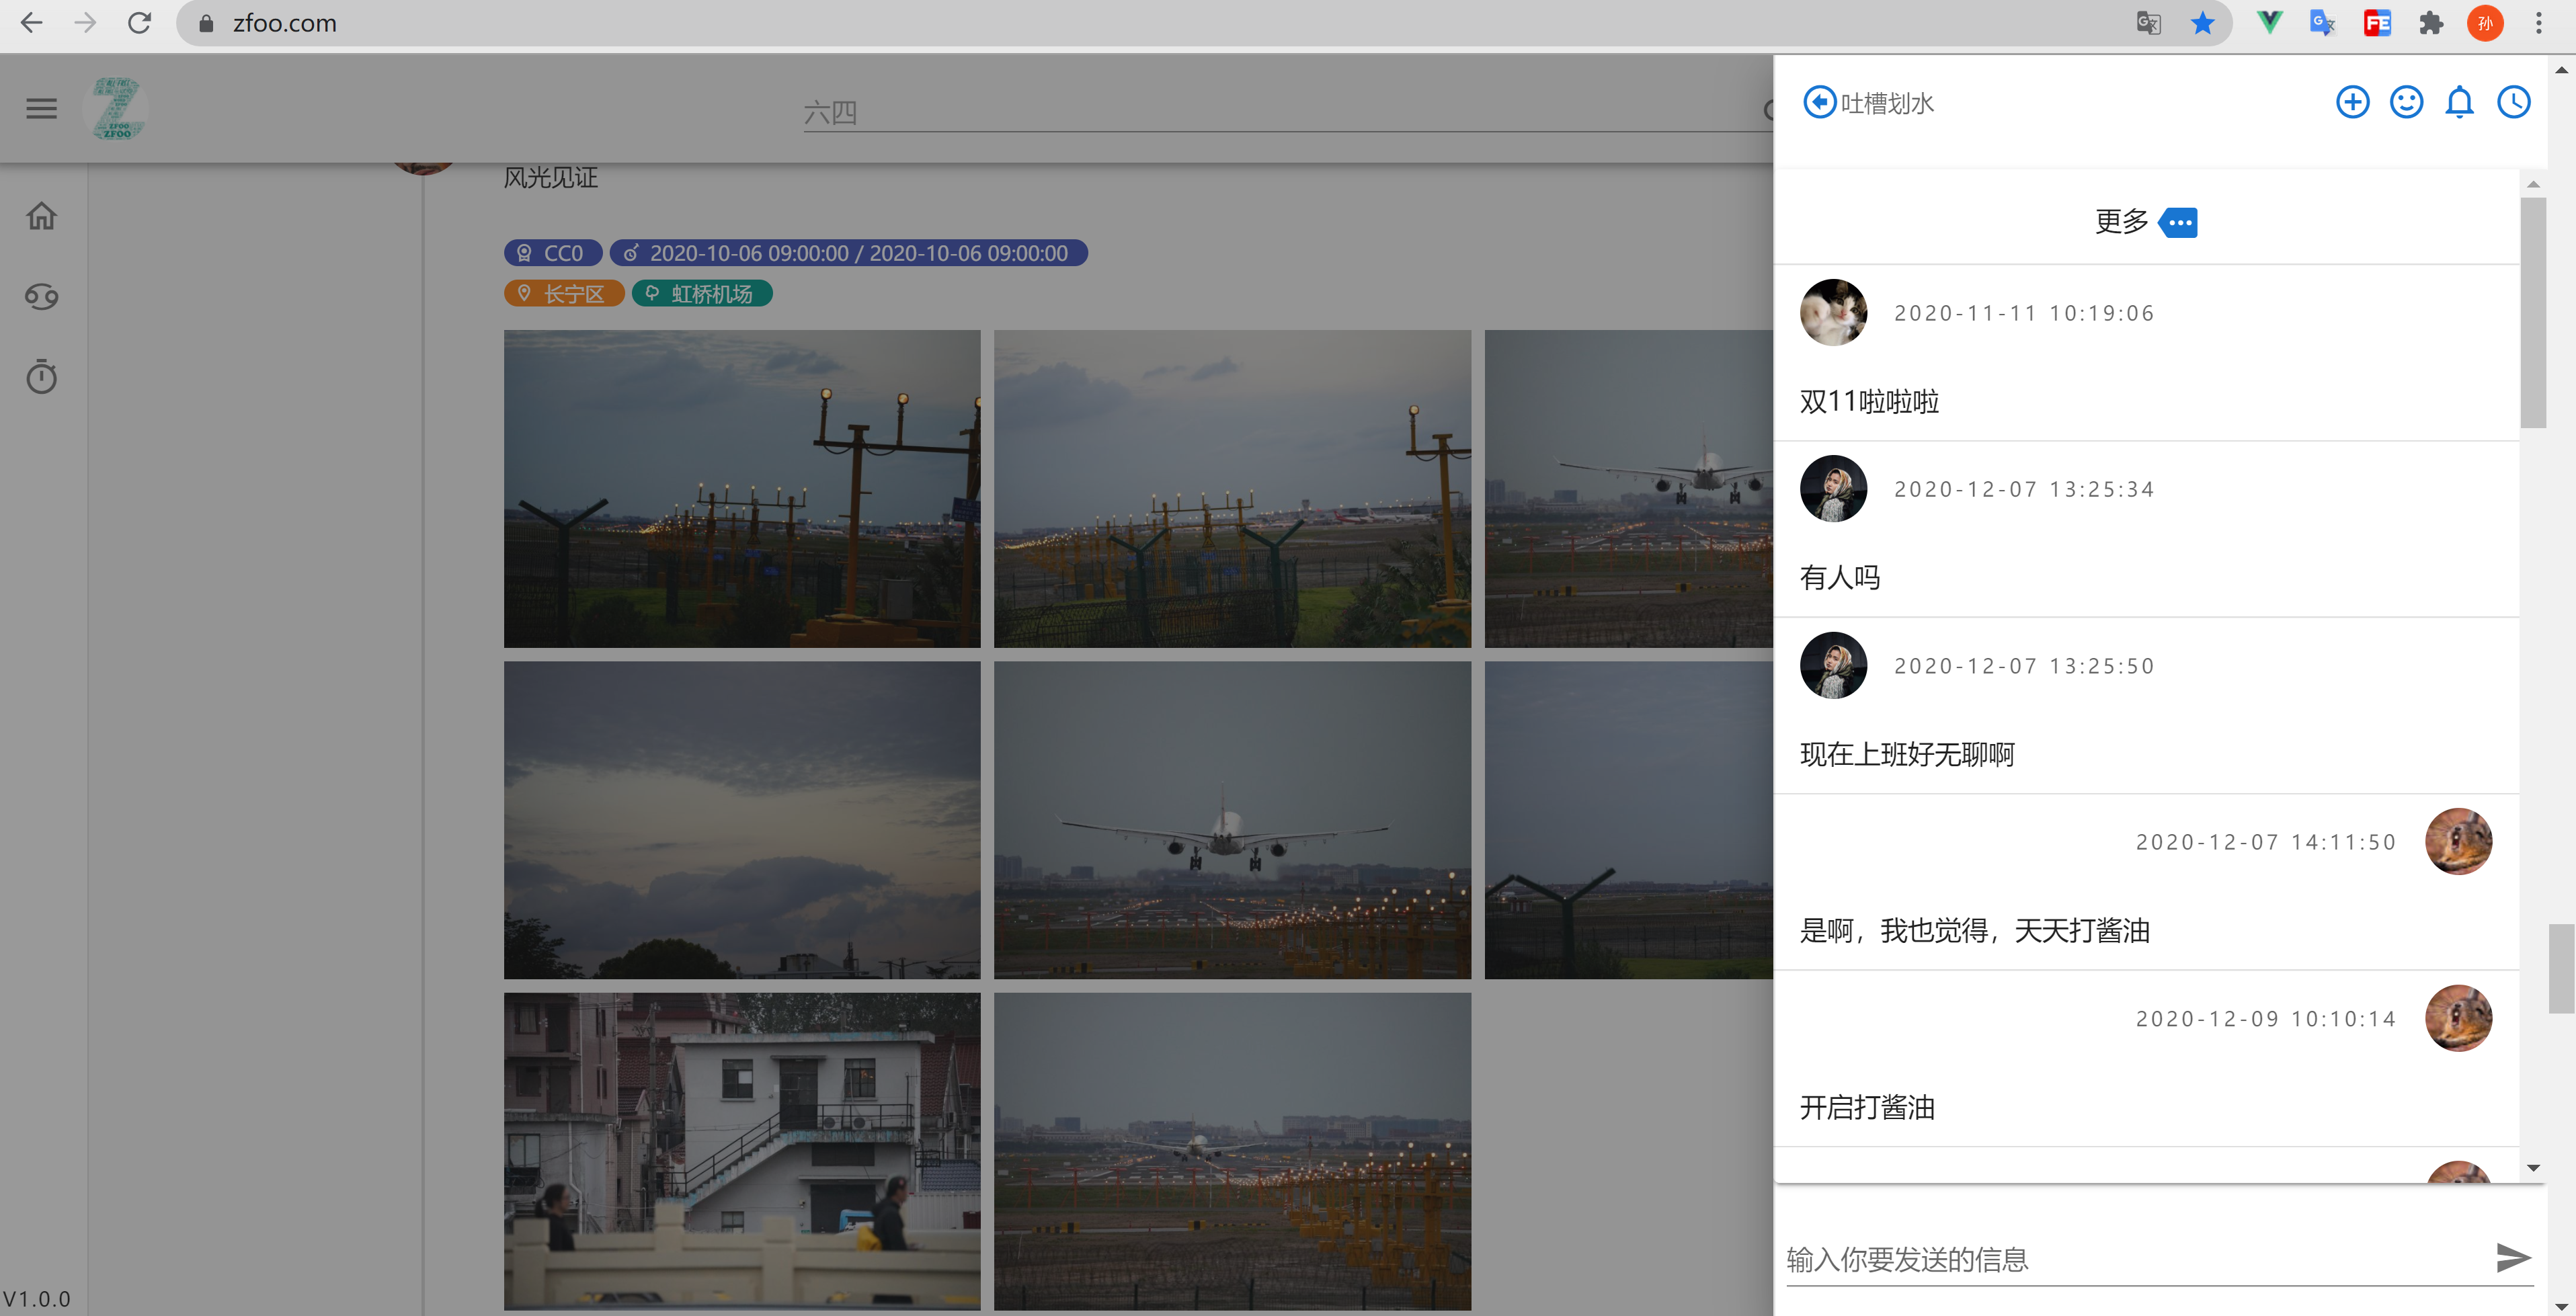 zfoo.com
孙
ZFOO
六四
风光见证
CC0
2020-10-06 09:00:00 / 2020-10-06 09:00:00
长宁区
虹桥机场
V1.0.0
吐槽划水
更多
2020-11-11 10:19:06
双11啦啦啦
2020-12-07 13:25:34
有人吗
2020-12-07 13:25:50
现在上班好无聊啊
2020-12-07 14:11:50
是啊，我也觉得，天天打酱油
2020-12-09 10:10:14
开启打酱油
输入你要发送的信息